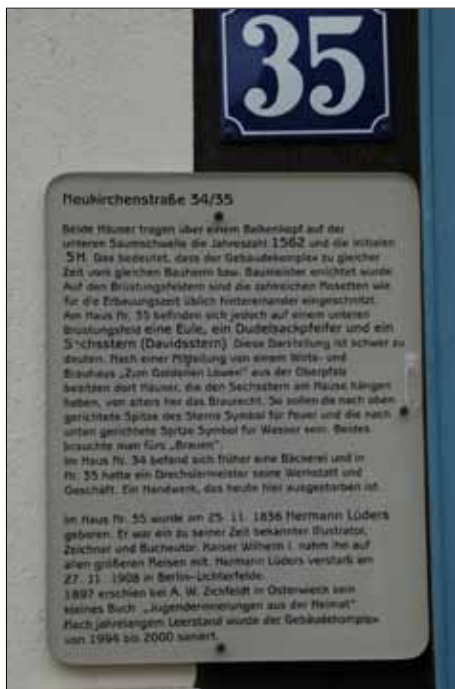 35
Neukirchenstraße 34/35
Beide Häuser tragen über einem Balkenkopf auf der
unteren Saumschwelle die Jahreszahl 1562 und die Initialen
SH. Das bedeutet, dass der Gebäudekomplex zu gleicher
Zeit vom gleichen Bauherrn bzw. Baumeister errichtet wurde.
Auf den Brüstungsfeldern sind die zahlreichen Rosetten wie
für die Erbauungszeit üblich hintereinander eingeschnitzt.
Am Haus Nr. 35 befinden sich jedoch auf einem unteren
Brüstungsfeld eine Eule, ein Dudelsackpfeifer und ein
Sechsstern (Davidsstern). Diese Darstellung ist schwer zu
deuten. Nach einer Mitteilung von einem Wirts- und
Brauhaus „Zum Goldenen Löwen" aus der Oberpfalz
besitzen dort Häuser, die den Sechsstern am Hause hängen
haben, von alters her das Braurecht. So sollen die nach oben
gerichtete Spitze des Sterns Symbol für Feuer und die nach
unten gerichtete Spitze Symbol für Wasser sein. Beides
brauchte man fürs „Brauen".
Im Haus Nr. 34 befand sich früher eine Bäckerei und in
Nr. 35 hatte ein Drechslermeister seine Werkstatt und
Geschäft. Ein Handwerk, das heute hier ausgestorben ist.
Im Haus Nr. 35 wurde am 25. 11. 1836 Hermann Lüders
geboren. Er war ein zu seiner Zeit bekannter Illustrator,
Zeichner und Buchautor. Kaiser Wilhelm I. nahm ihn auf
allen größeren Reisen mit. Hermann Lüders verstarb am
27. 11. 1908 in Berlin-Lichterfelde.
1897 erschien bei A. W. Zickfeldt in Osterwieck sein
kleines Buch „Jugenderinnerungen aus der Heimat"
Nach jahrelangem Leerstand wurde der Gebäudekomplex
von 1994 bis 2000 saniert.